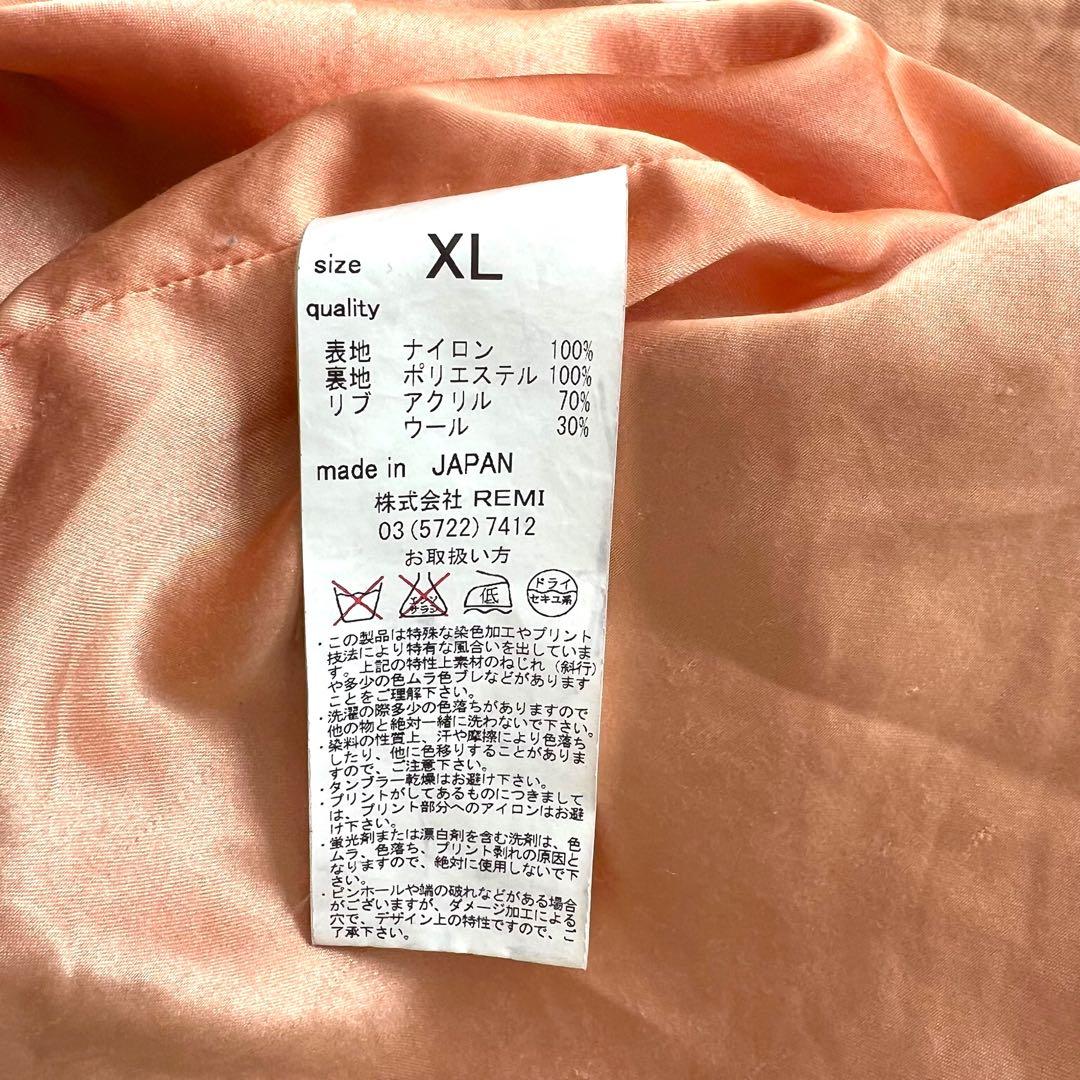 size XL
quality
表地 ナイロン 100%
裏地 ポリエステル 100%
リブ アクリル 70%
ウール 30%
made in JAPAN
株式会社 REMI
03(5722)7412
お取扱い方
エンソサラシ 低 ドライ セキユ系
・この製品は特殊な染色加工やプリント
技法により特有な風合いを出していま
す。上記の特性上素材のねじれ(斜行)
や多少の色ムラ色ブレなどがあります
ことをご理解下さい。
・洗濯の際多少の色落ちがありますので
他の物と絶対一緒に洗わないで下さい。
・染料の性質上、汗や摩擦により色落ち
したり、他に色移りすることがありま
すので、ご注意下さい。
タンブラー乾燥はお避け下さい。
・プリントがしてあるものにつきまして
は、プリント部分へのアイロンはお避
け下さい。
・蛍光剤または漂白剤を含む洗剤は、色
ムラ、色落ち、プリント剥れの原因と
なりますので、絶対に使用しないで下
さい。
・ピンホールや端の破れなどがある場合
がございますが、ダメージ加工による
穴で、デザイン上の特性ですので、ご
了承下さい。